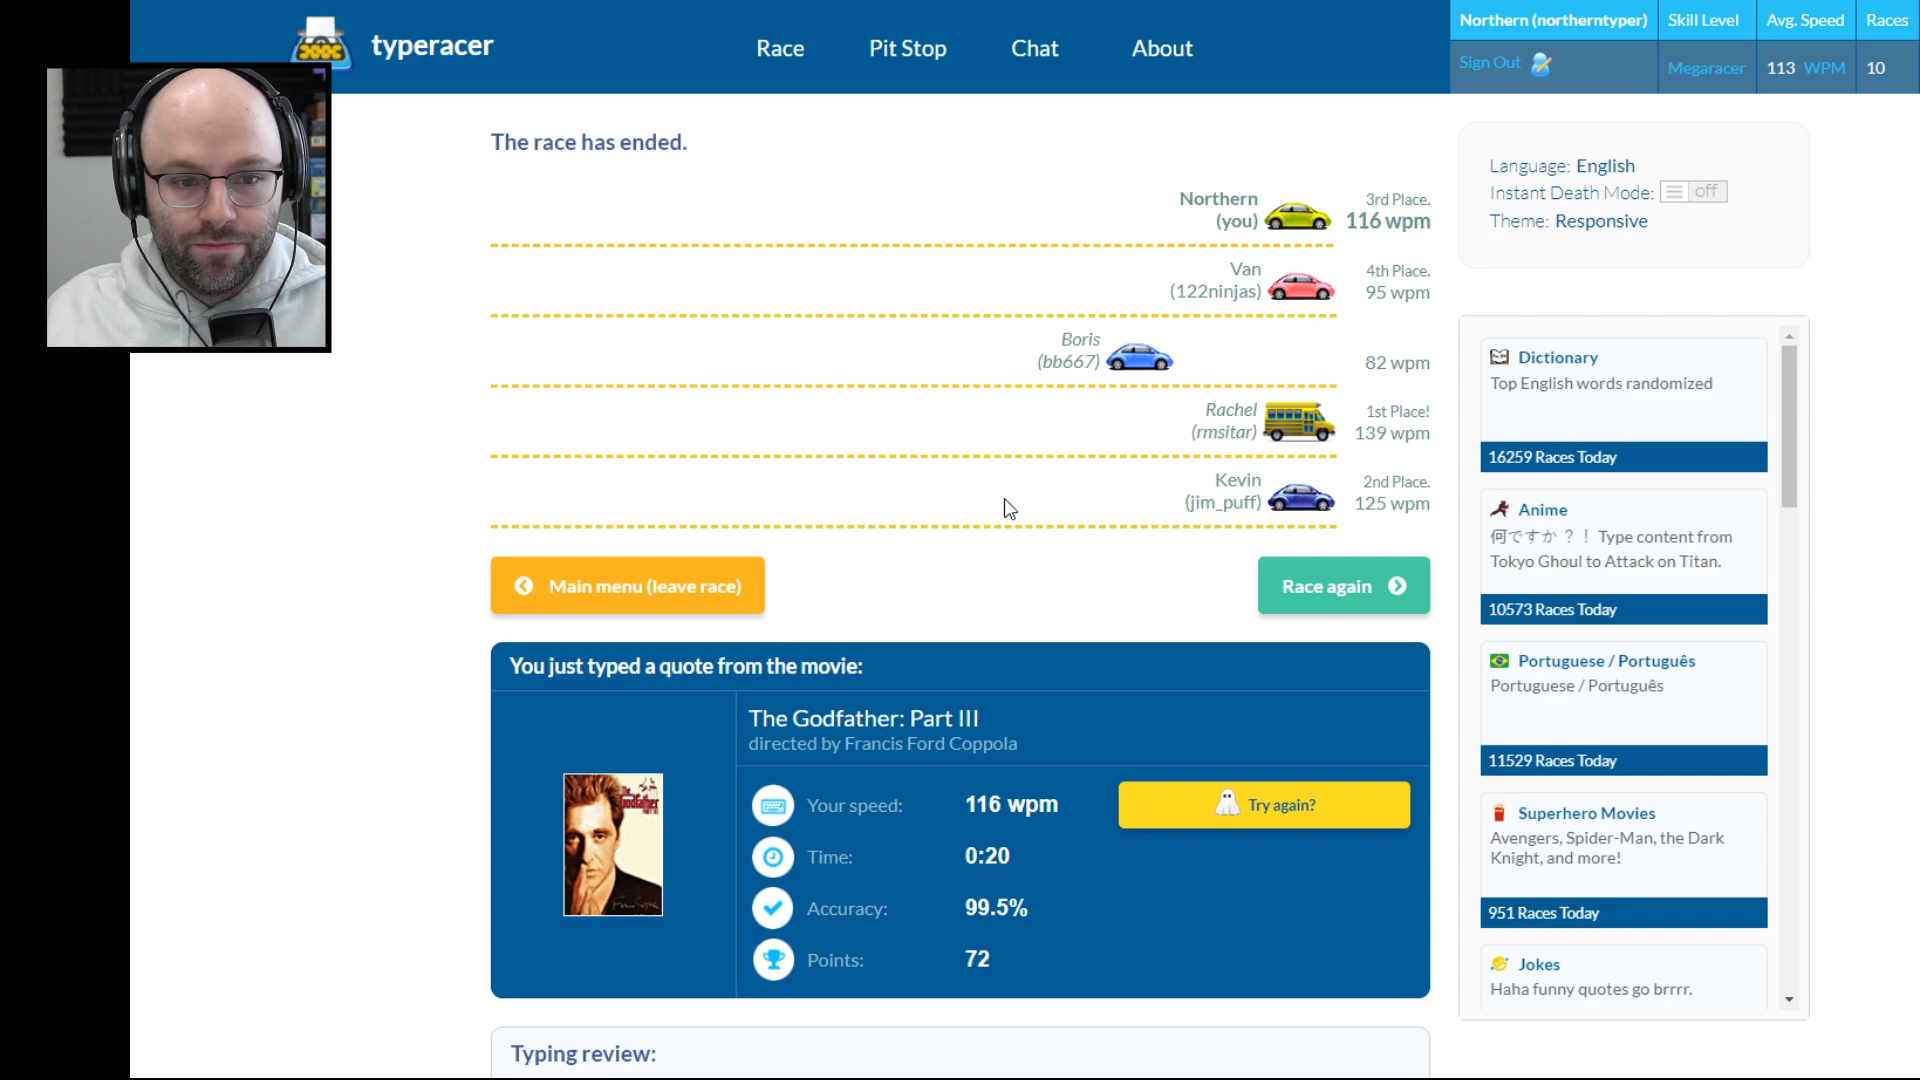 typeracer
Race
Pit Stop
Chat
About
Northern (northerntyper)
Skill Level
Avg. Speed
Races
Sign Out
Megaracer
113 WPM
10
The race has ended.
Northern
(you)
3rd Place.
116 wpm
Van
(122ninjas)
4th Place.
95 wpm
Boris
(bb667)
82 wpm
Rachel
(rmsitar)
1st Place!
139 wpm
Kevin
(jim_puff)
2nd Place.
125 wpm
Main menu (leave race)
Race again
You just typed a quote from the movie:
The Godfather: Part III
directed by Francis Ford Coppola
Your speed:
116 wpm
Try again?
Time:
0:20
Accuracy:
99.5%
Points:
72
Typing review:
Language: English
Instant Death Mode: off
Theme: Responsive
Dictionary
Top English words randomized
16259 Races Today
Anime
何ですか？！ Type content from
Tokyo Ghoul to Attack on Titan.
10573 Races Today
Portuguese / Português
Portuguese / Português
11529 Races Today
Superhero Movies
Avengers, Spider-Man, the Dark
Knight, and more!
951 Races Today
Jokes
Haha funny quotes go brrrr.